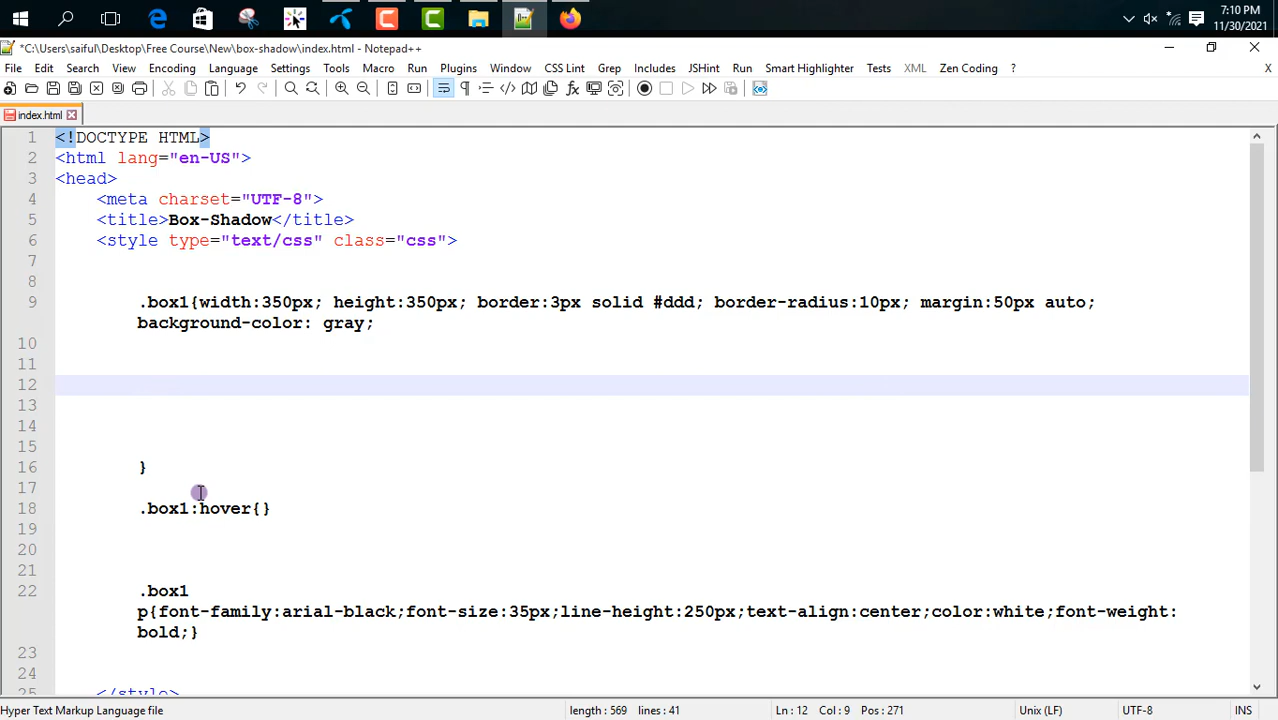 7:10 PM
11/30/2021
*C:\Users\saiful\Desktop\Free Course\New\box-shadow\index.html - Notepad++
File Edit Search View Encoding Language Settings Tools Macro Run Plugins Window CSS Lint Grep Includes JSHint Run Smart Highlighter Tests XML Zen Coding ? X
index.html
1 <!DOCTYPE HTML>
2 <html lang="en-US">
3 <head>
4 <meta charset="UTF-8">
5 <title>Box-Shadow</title>
6 <style type="text/css" class="css">
7
8
9 .box1{width:350px; height:350px; border:3px solid #ddd; border-radius:10px; margin:50px auto;
background-color: gray;
10
11
12
13
14
15
16 }
17
18 .box1:hover{}
19
20
21
22 .box1
p{font-family:arial-black;font-size:35px;line-height:250px;text-align:center;color:white;font-weight:
bold;}
23
24
25 </style>
Hyper Text Markup Language file length : 569 lines : 41 Ln : 12 Col : 9 Pos : 271 Unix (LF) UTF-8 INS